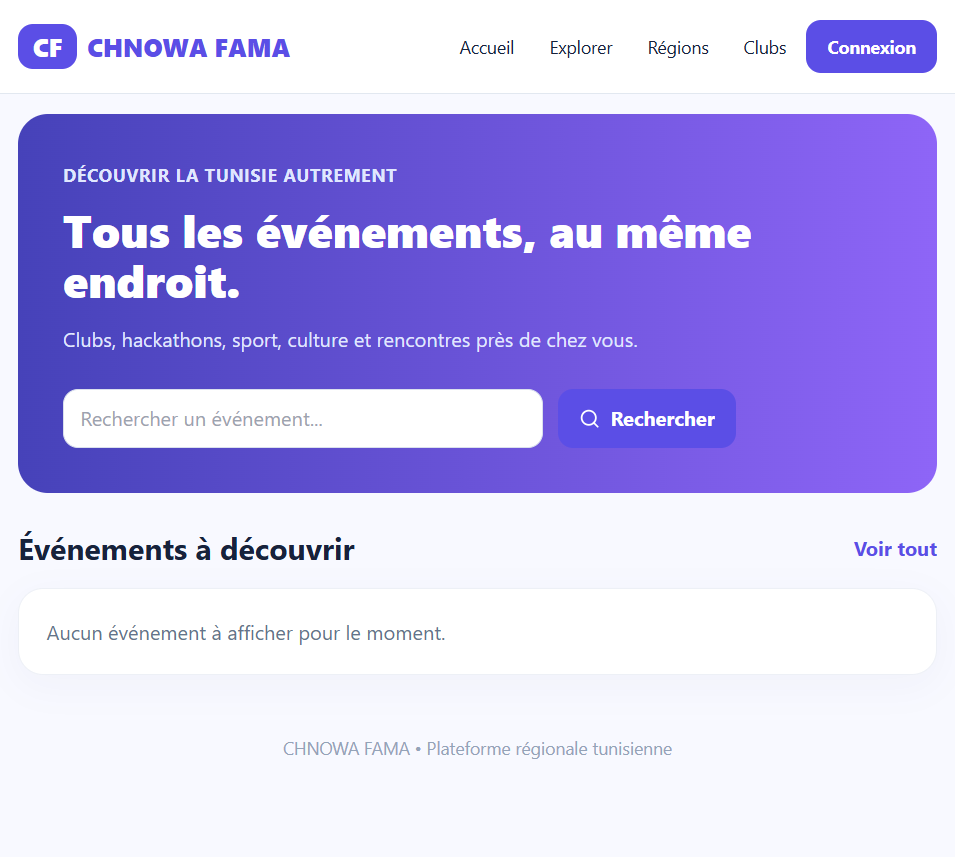 CF CHNOWA FAMA Accueil Explorer Régions Clubs Connexion
DÉCOUVRIR LA TUNISIE AUTREMENT
Tous les événements, au même
endroit.
Clubs, hackathons, sport, culture et rencontres près de chez vous.
Rechercher un événement... Rechercher
Événements à découvrir Voir tout
Aucun événement à afficher pour le moment.
CHNOWA FAMA • Plateforme régionale tunisienne